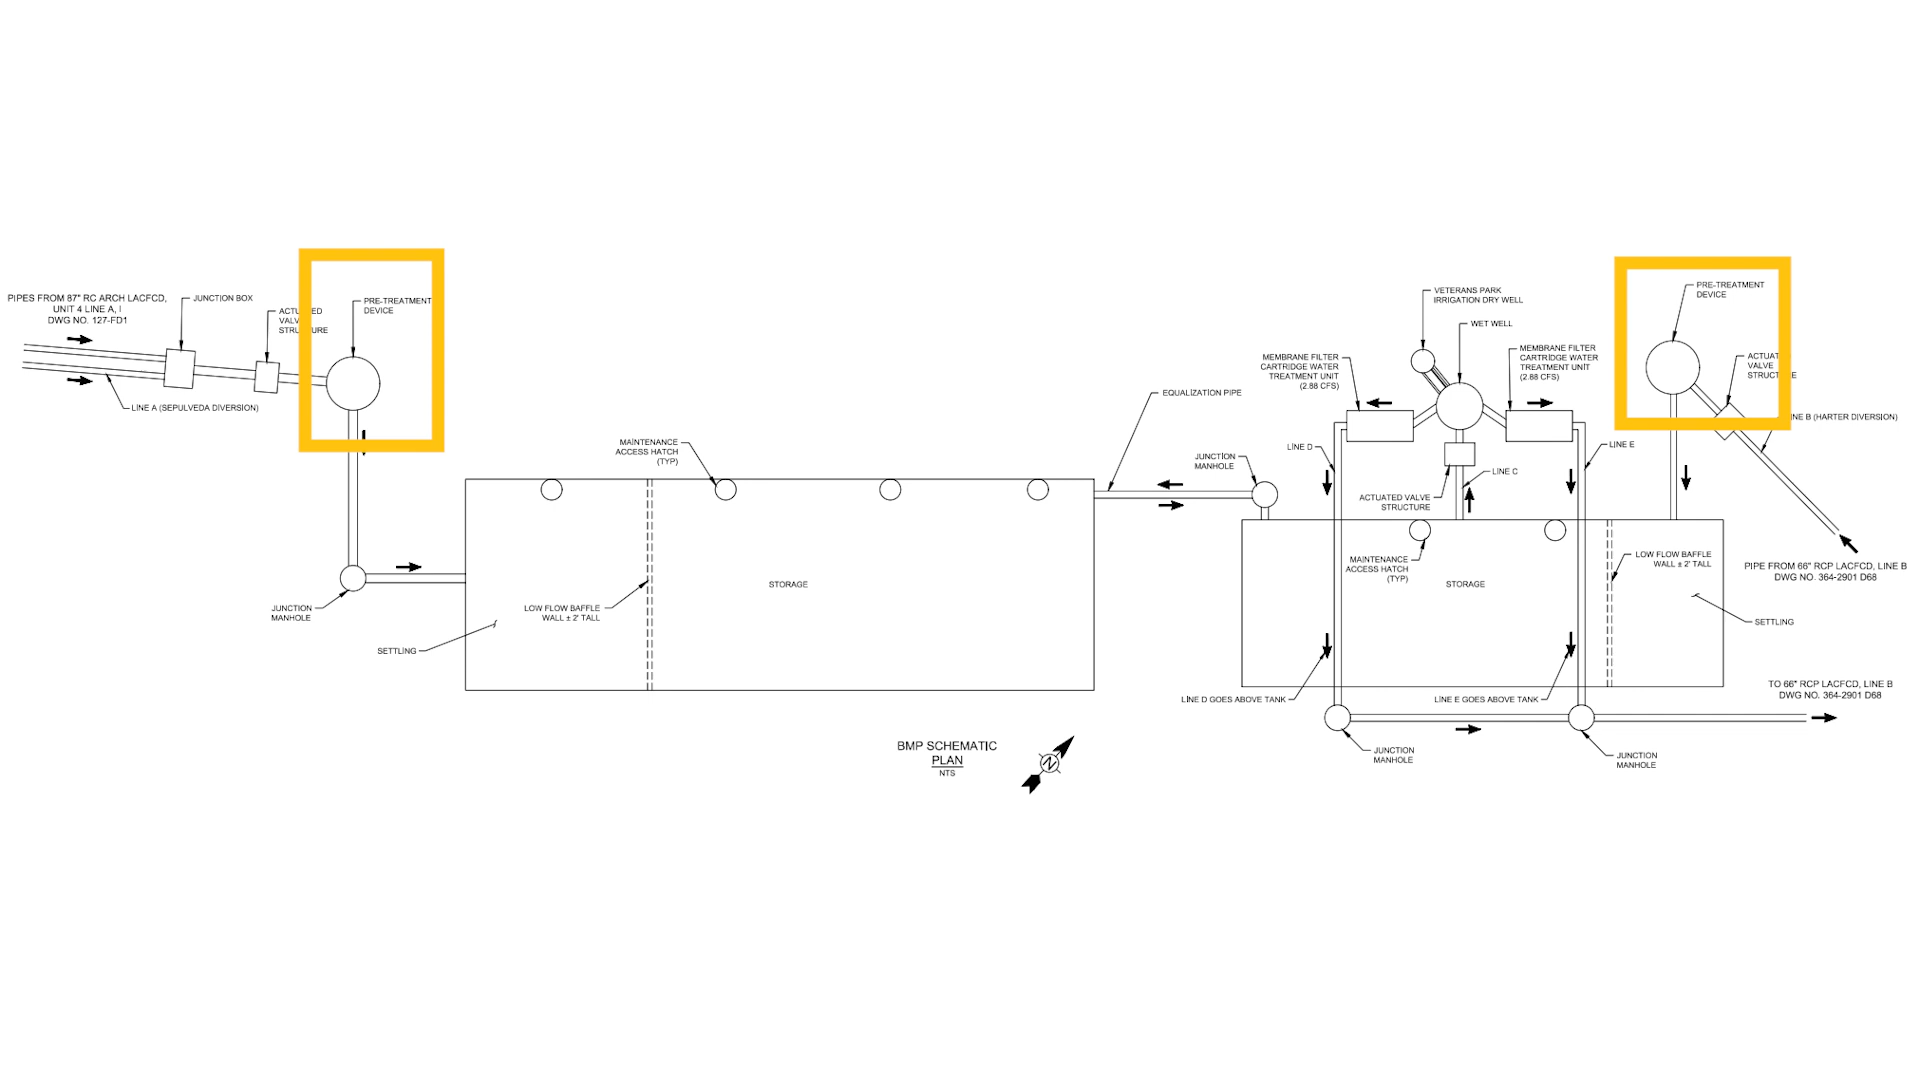 PIPES FROM 87" RC ARCH LACFCD,
UNIT 4 LINE A, I
DWG NO. 127-FD1
JUNCTION BOX
VALV
PRE-TREATMENT
DEVICE
LINE A (SEPULVEDA DIVERSION)
JUNCTION
MANHOLE
SETTLING
LOW FLOW BAFFLE
WALL ± 2' TALL
MAINTENANCE
ACCESS HATCH
(TYP)
STORAGE
EQUALIZATION PIPE
JUNCTION
MANHOLE
VETERANS PARK
IRRIGATION DRY WELL
WET WELL
MEMBRANE FILTER
CARTRIDGE WATER
TREATMENT UNIT
(2.88 CFS)
MEMBRANE FILTER
CARTRIDGE WATER
TREATMENT UNIT
(2.88 CFS)
LINE D
LINE E
LINE C
ACTUATED VALVE
STRUCTURE
MAINTENANCE
ACCESS HATCH
(TYP)
STORAGE
PRE-TREATMENT
DEVICE
ACTUAT
VALVE
INE B (HARTER DIVERSION)
LOW FLOW BAFFLE
WALL ± 2' TALL
PIPE FROM 66" RCP LACFCD, LINE B
DWG NO. 364-2901 D68
SETTLING
TO 66" RCP LACFCD, LINE B
DWG NO. 364-2901 D68
LINE D GOES ABOVE TANK
LINE E GOES ABOVE TANK
JUNCTION
MANHOLE
JUNCTION
MANHOLE
BMP SCHEMATIC
PLAN
NTS
N